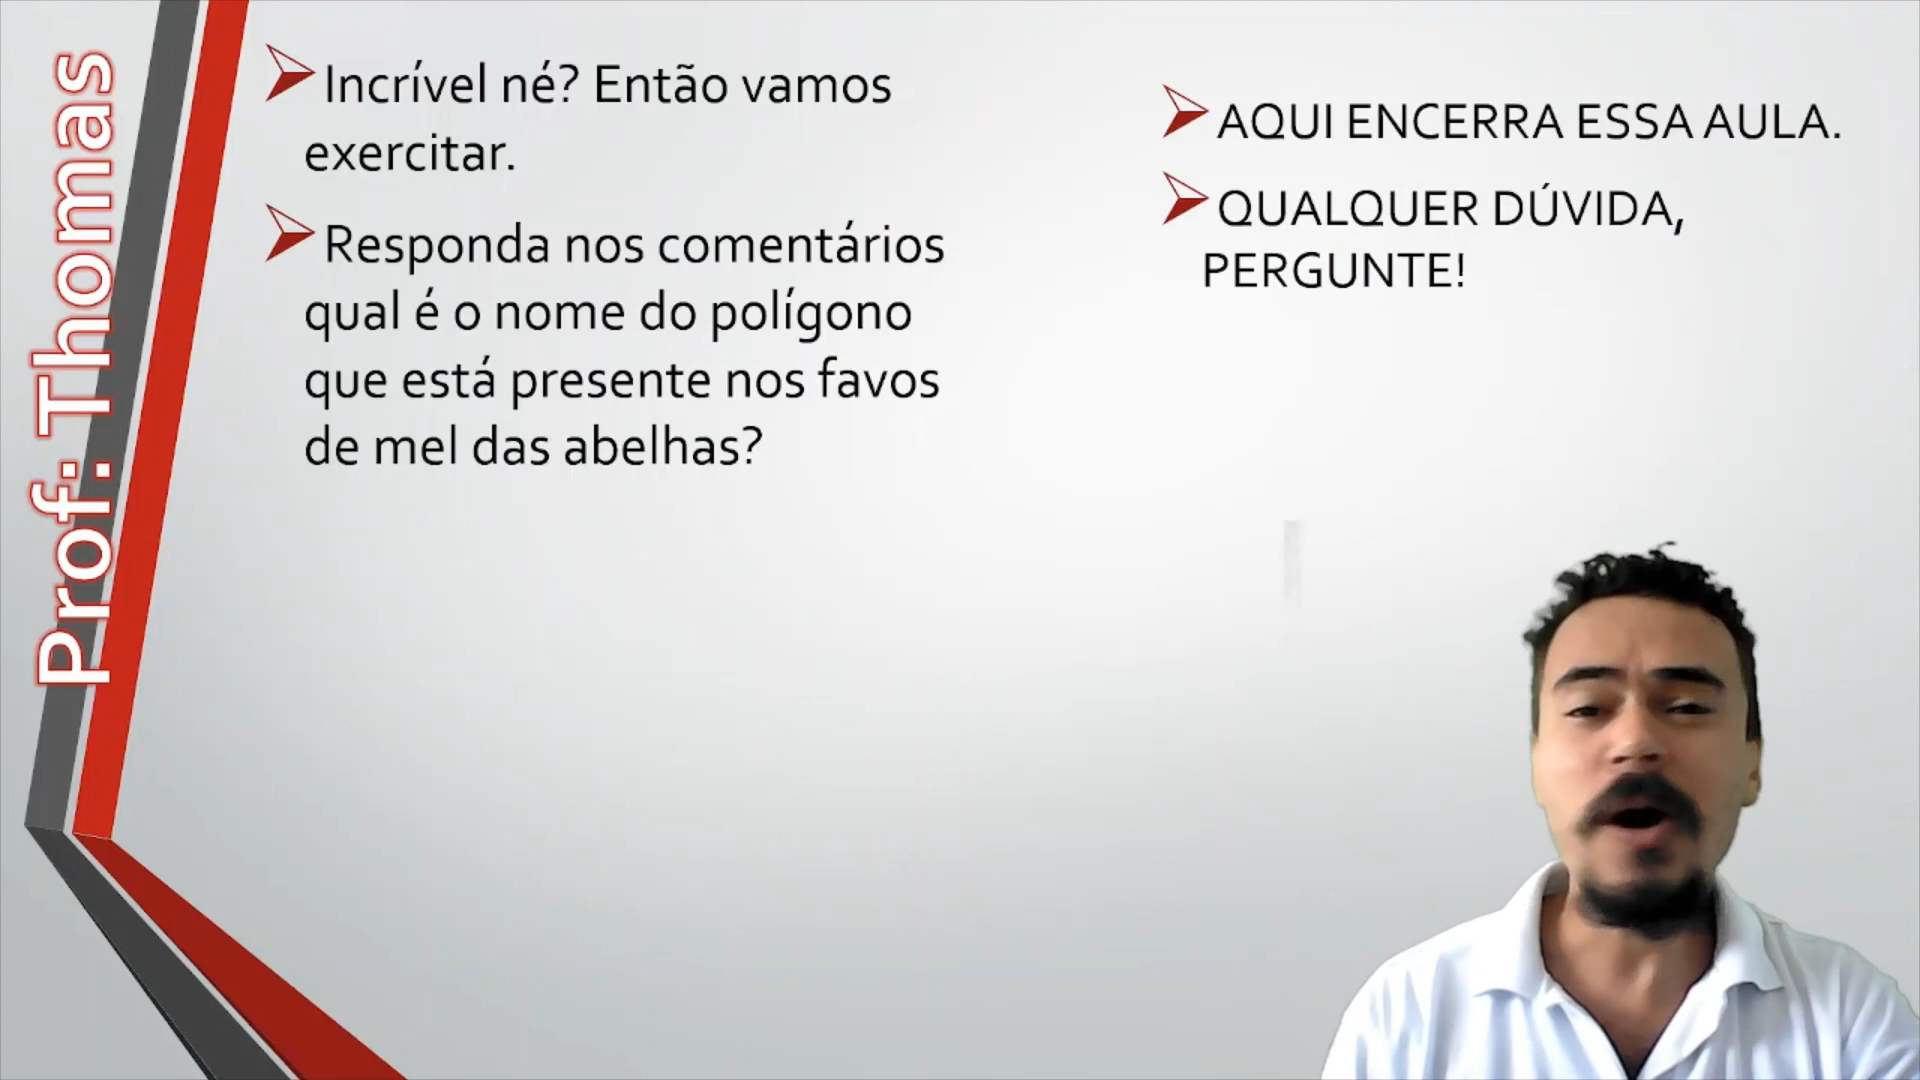 Prof.: Thomas
Incrível né? Então vamos
exercitar.
Responda nos comentários
qual é o nome do polígono
que está presente nos favos
de mel das abelhas?
AQUI ENCERRA ESSA AULA.
QUALQUER DÚVIDA,
PERGUNTE!